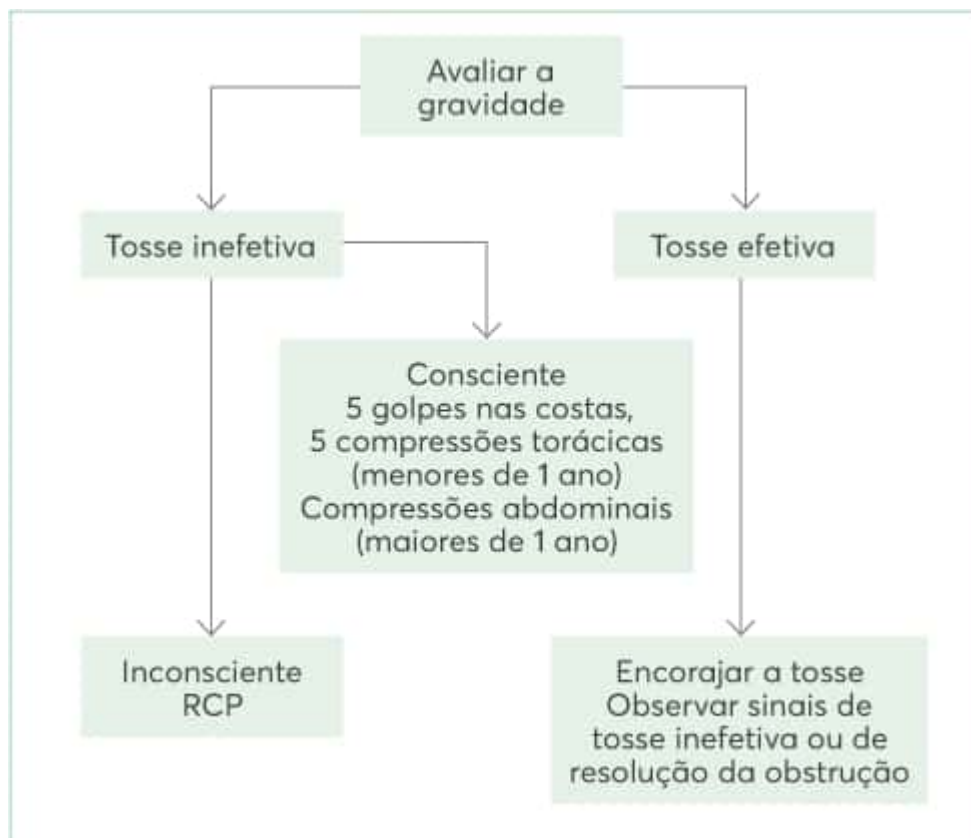 Avaliar a
gravidade
Tosse inefetiva
Tosse efetiva
Consciente
5 golpes nas costas,
5 compressões torácicas
(menores de 1 ano)
Compressões abdominais
(maiores de 1 ano)
Inconsciente
RCP
Encorajar a tosse
Observar sinais de
tosse inefetiva ou de
resolução da obstrução